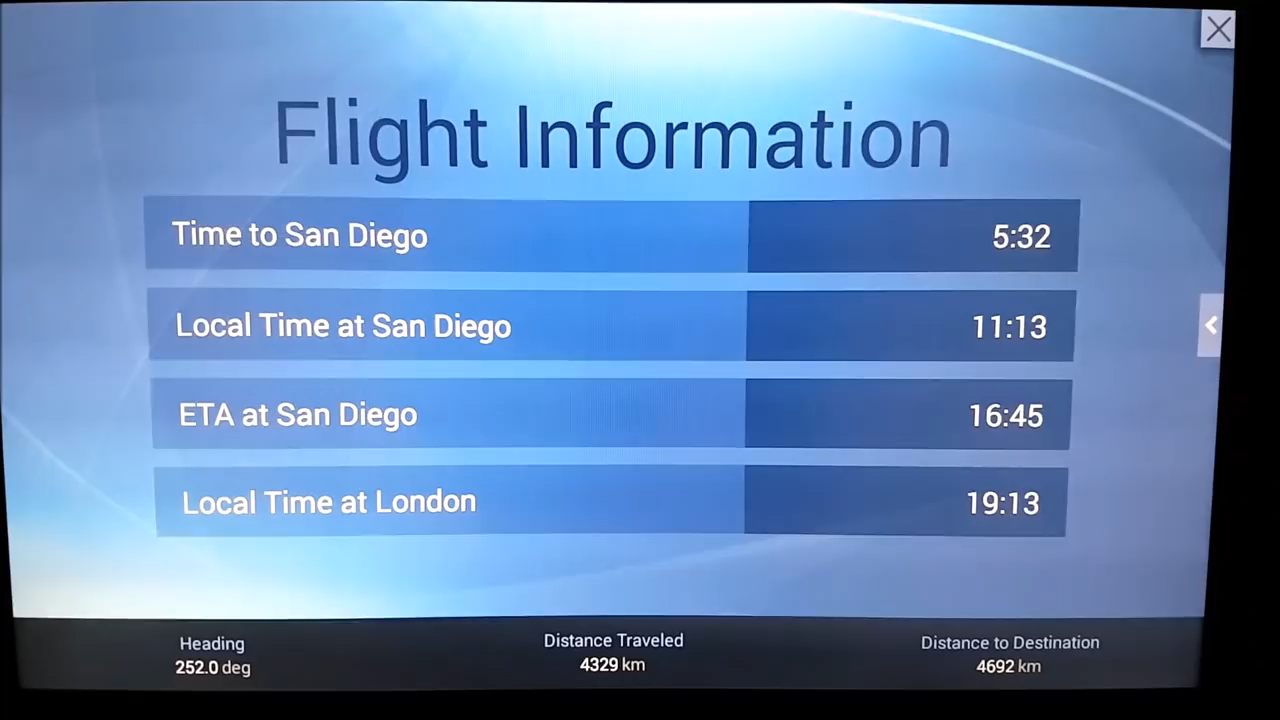 Flight Information
Time to San Diego 5:32
Local Time at San Diego 11:13
ETA at San Diego 16:45
Local Time at London 19:13
Heading Distance Traveled Distance to Destination
252.0 deg 4329 km 4692 km